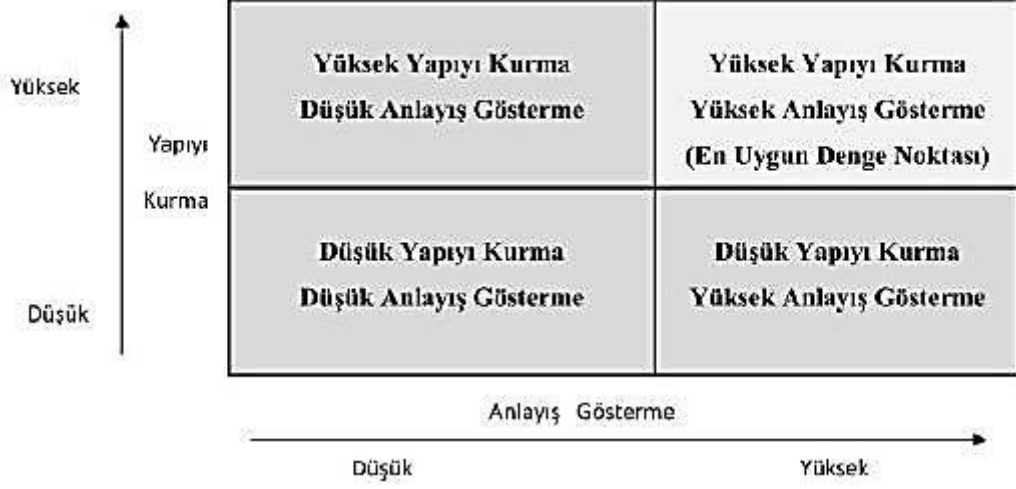 Yüksek
Yapıyı
Kurma
Düşük
Yüksek Yapıyı Kurma
Düşük Anlayış Gösterme
Yüksek Yapıyı Kurma
Yüksek Anlayış Gösterme
(En Uygun Denge Noktası)
Düşük Yapıyı Kurma
Düşük Anlayış Gösterme
Düşük Yapıyı Kurma
Yüksek Anlayış Gösterme
Anlayış Gösterme
Düşük
Yüksek